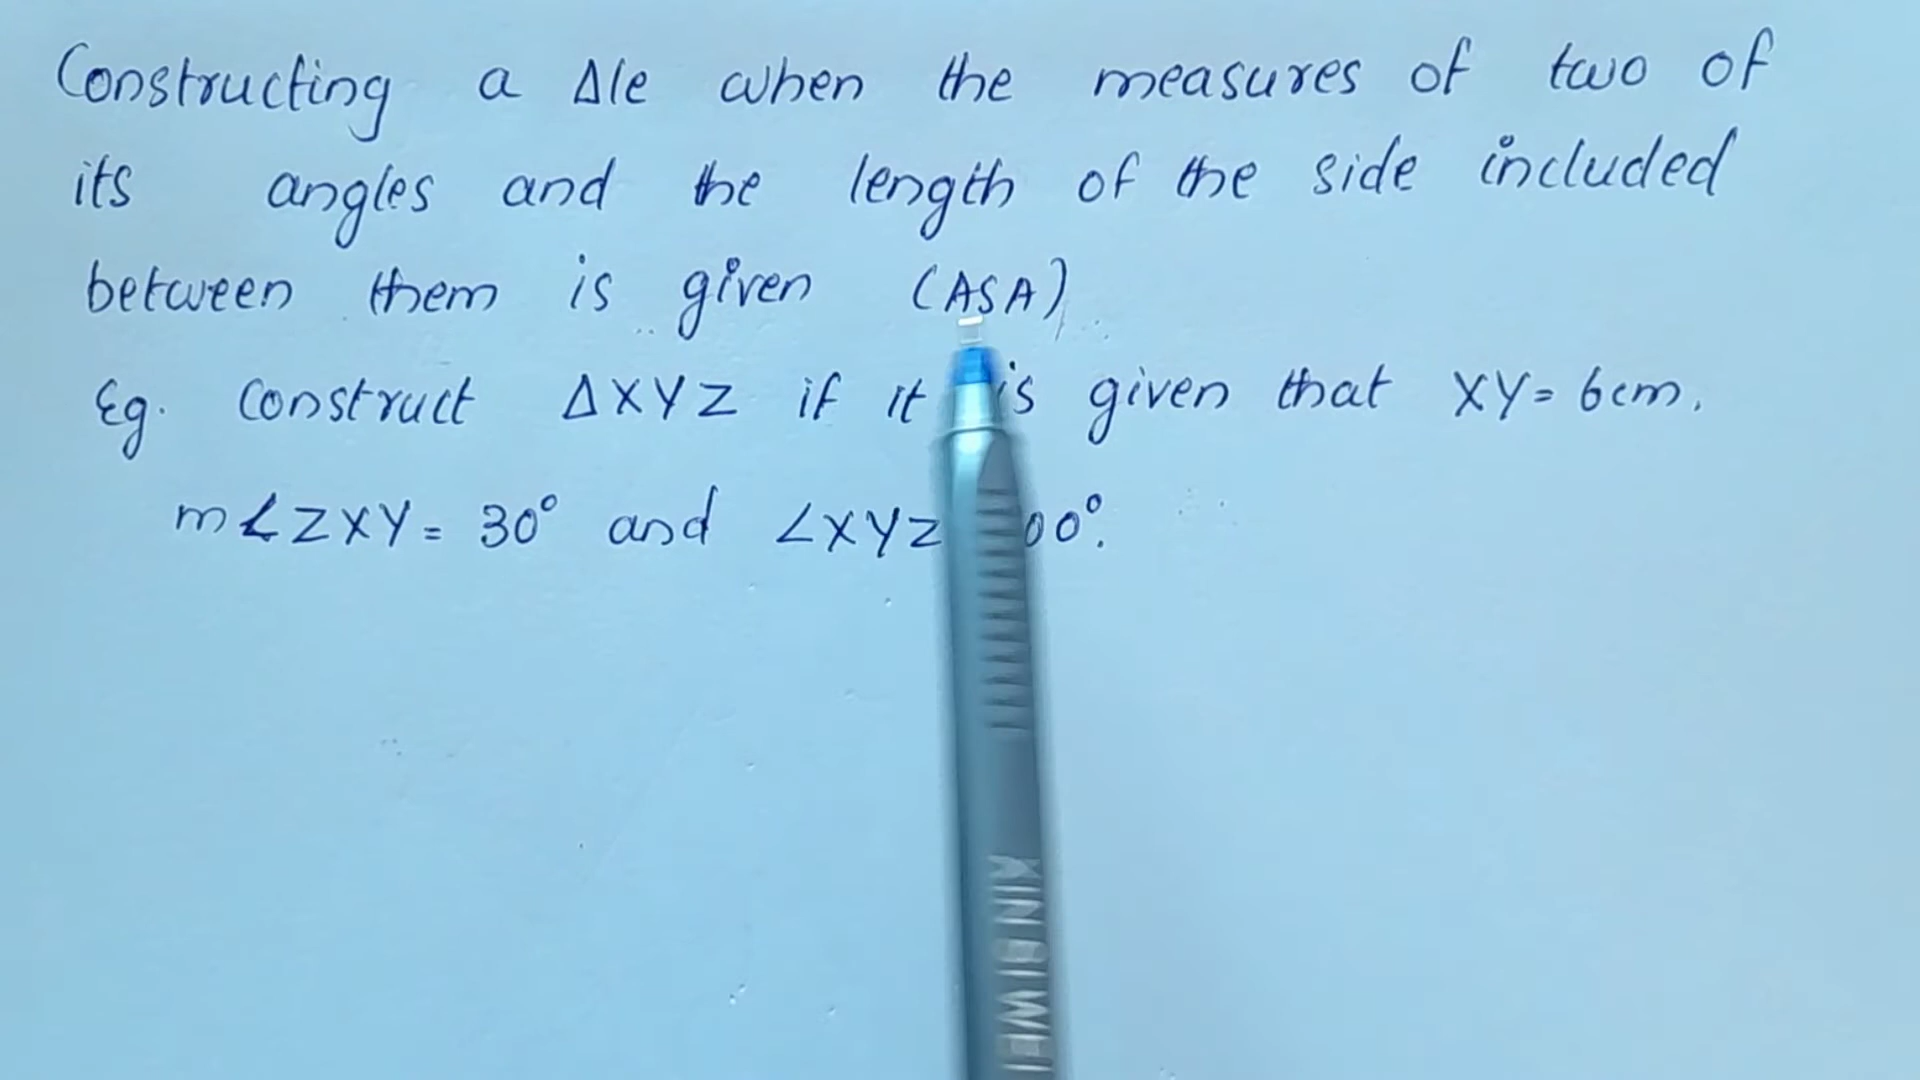 Constructing a Δle when the measures of two of
its angles and the length of the side included
between them is given (ASA)
Eg. Construct ΔXYZ if it is given that XY= 6cm.
m∠ZXY= 30° and ∠XYZ 00°.